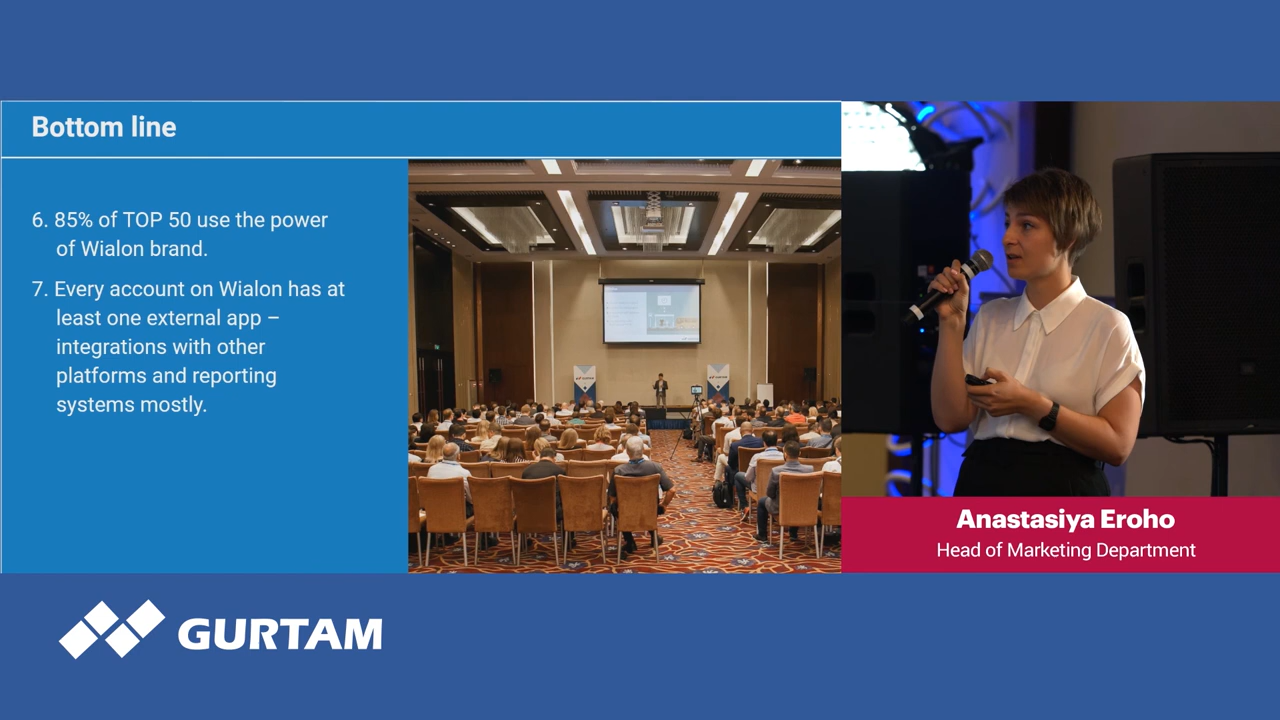 Bottom line
6. 85% of TOP 50 use the power
of Wialon brand.
7. Every account on Wialon has at
least one external app –
integrations with other
platforms and reporting
systems mostly.
Anastasiya Eroho
Head of Marketing Department
GURTAM